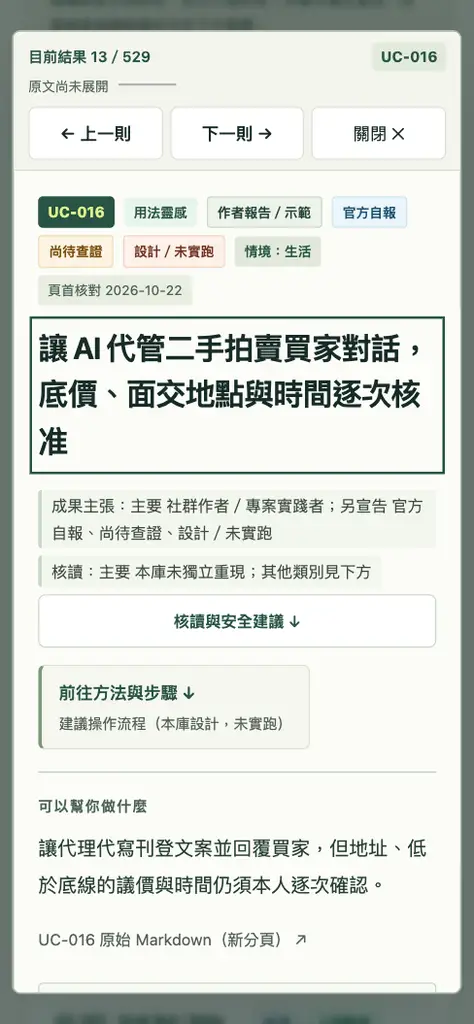 目前結果 13 / 529
UC-016
原文尚未展開
← 上一則
下一則 →
關閉 ✕
UC-016
用法靈感
作者報告 / 示範
官方自報
尚待查證
設計 / 未實跑
情境：生活
頁首核對 2026-10-22
讓 AI 代管二手拍賣買家對話，
底價、面交地點與時間逐次核
准
成果主張：主要 社群作者 / 專案實踐者；另宣告 官方
自報、尚待查證、設計 / 未實跑
核讀：主要 本庫未獨立重現；其他類別見下方
核讀與安全建議 ↓
前往方法與步驟 ↓
建議操作流程（本庫設計，未實跑）
可以幫你做什麼
讓代理代寫刊登文案並回覆買家，但地址、低
於底線的議價與時間仍須本人逐次確認。
UC-016 原始 Markdown（新分頁） ↗